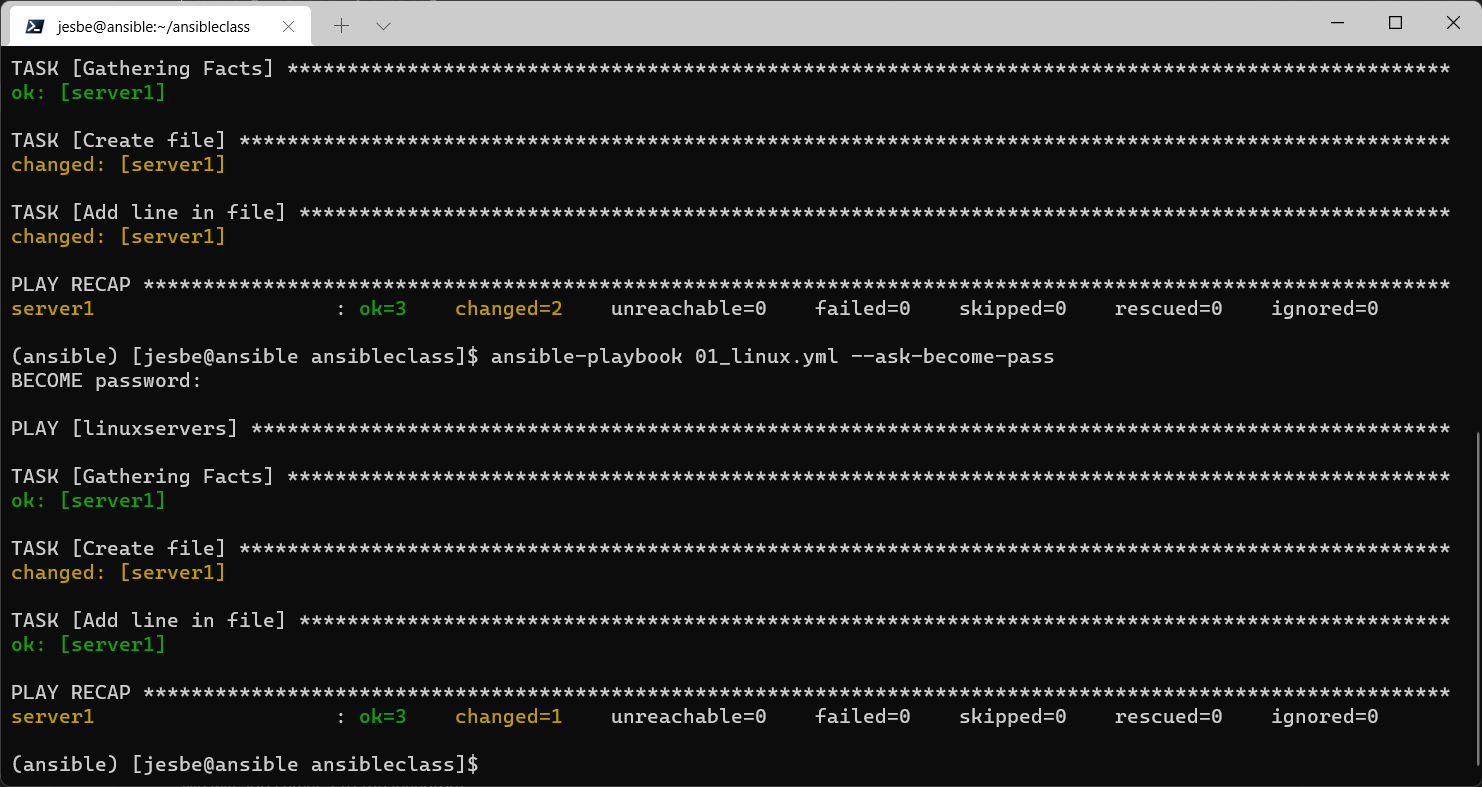 jesbe@ansible:~/ansibleclass
TASK [Gathering Facts] *************************************************************************************************
ok: [server1]
TASK [Create file] *****************************************************************************************************
changed: [server1]
TASK [Add line in file] ************************************************************************************************
changed: [server1]
PLAY RECAP *************************************************************************************************************
server1                    : ok=3    changed=2    unreachable=0    failed=0    skipped=0    rescued=0    ignored=0
(ansible) [jesbe@ansible ansibleclass]$ ansible-playbook 01_linux.yml --ask-become-pass
BECOME password:
PLAY [linuxservers] ****************************************************************************************************
TASK [Gathering Facts] *************************************************************************************************
ok: [server1]
TASK [Create file] *****************************************************************************************************
changed: [server1]
TASK [Add line in file] ************************************************************************************************
ok: [server1]
PLAY RECAP *************************************************************************************************************
server1                    : ok=3    changed=1    unreachable=0    failed=0    skipped=0    rescued=0    ignored=0
(ansible) [jesbe@ansible ansibleclass]$